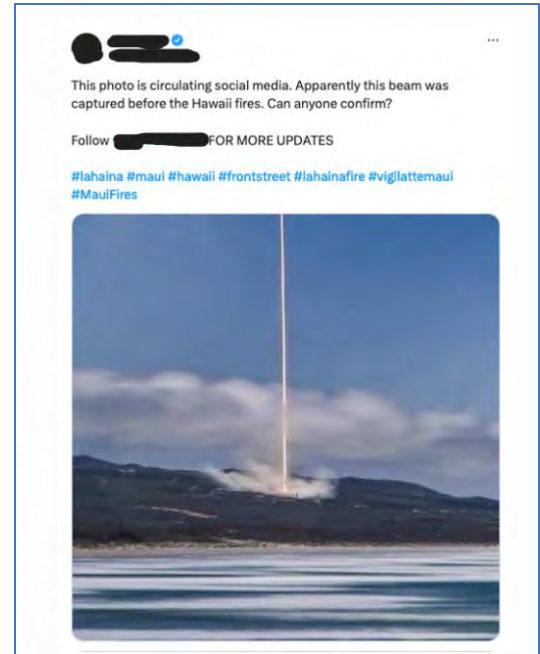 This photo is circulating social media. Apparently this beam was
captured before the Hawaii fires. Can anyone confirm?
Follow FOR MORE UPDATES
#lahaina #maui #hawaii #frontstreet #lahainafire #vigilattemaui
#MauiFires